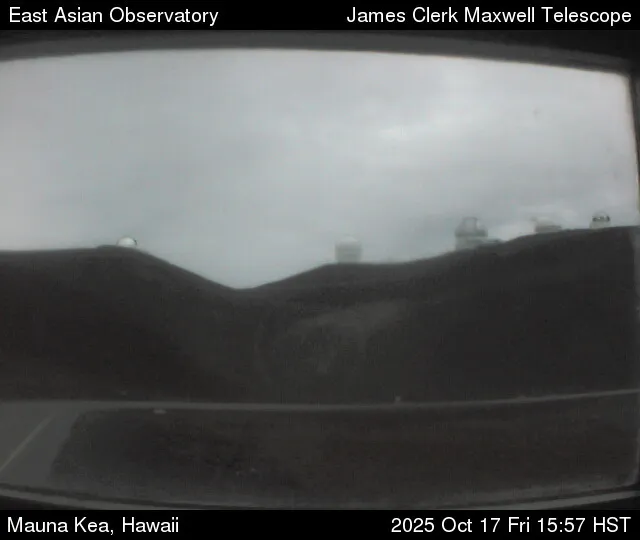 East Asian Observatory
James Clerk Maxwell Telescope
Mauna Kea, Hawaii
2025 Oct 17 Fri 15:57 HST